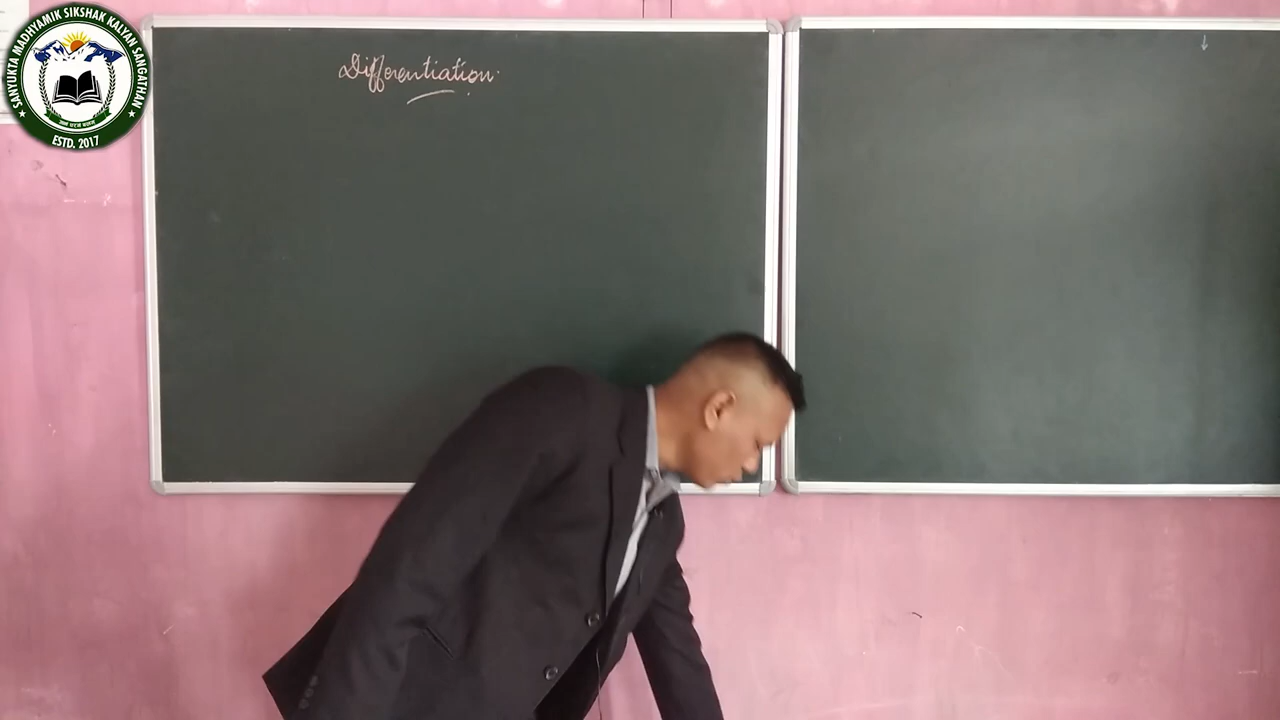 SANYUKTA MADHYAMIK SIKSHAK KALYAN SANGATHAN
ESTD. 2017
Differentiation